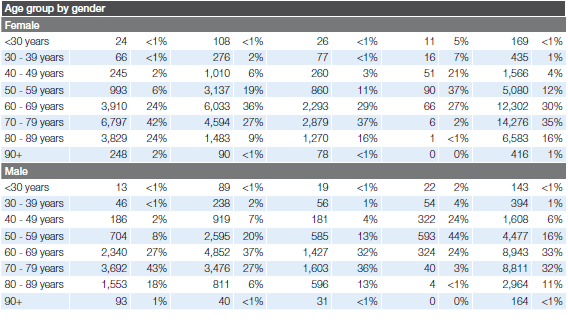 Age group by gender
Female
<30 years 24 <1% 108 <1% 26 <1% 11 5% 169 <1%
30 - 39 years 66 <1% 276 2% 77 <1% 16 7% 435 1%
40 - 49 years 245 2% 1,010 6% 260 3% 51 21% 1,566 4%
50 - 59 years 993 6% 3,137 19% 860 11% 90 37% 5,080 12%
60 - 69 years 3,910 24% 6,033 36% 2,293 29% 66 27% 12,302 30%
70 - 79 years 6,797 42% 4,594 27% 2,879 37% 6 2% 14,276 35%
80 - 89 years 3,829 24% 1,483 9% 1,270 16% 1 <1% 6,583 16%
90+ 248 2% 90 <1% 78 <1% 0 0% 416 1%
Male
<30 years 13 <1% 89 <1% 19 <1% 22 2% 143 <1%
30 - 39 years 46 <1% 238 2% 56 1% 54 4% 394 1%
40 - 49 years 186 2% 919 7% 181 4% 322 24% 1,608 6%
50 - 59 years 704 8% 2,595 20% 585 13% 593 44% 4,477 16%
60 - 69 years 2,340 27% 4,852 37% 1,427 32% 324 24% 8,943 33%
70 - 79 years 3,692 43% 3,476 27% 1,603 36% 40 3% 8,811 32%
80 - 89 years 1,553 18% 811 6% 596 13% 4 <1% 2,964 11%
90+ 93 1% 40 <1% 31 <1% 0 0% 164 <1%